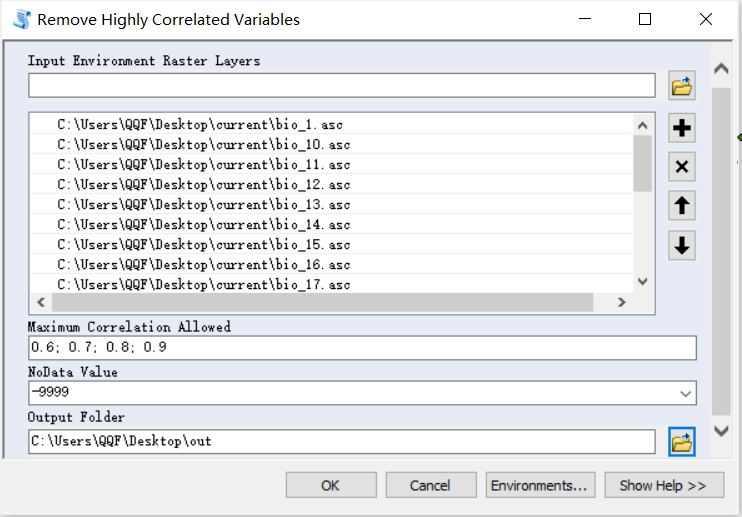 Remove Highly Correlated Variables
Input Environment Raster Layers
C:\Users\QQF\Desktop\current\bio_1.asc
C:\Users\QQF\Desktop\current\bio_10.asc
C:\Users\QQF\Desktop\current\bio_11.asc
C:\Users\QQF\Desktop\current\bio_12.asc
C:\Users\QQF\Desktop\current\bio_13.asc
C:\Users\QQF\Desktop\current\bio_14.asc
C:\Users\QQF\Desktop\current\bio_15.asc
C:\Users\QQF\Desktop\current\bio_16.asc
C:\Users\QQF\Desktop\current\bio_17.asc
Maximum Correlation Allowed
0.6; 0.7; 0.8; 0.9
NoData Value
-9999
Output Folder
C:\Users\QQF\Desktop\out
OK Cancel Environments... Show Help >>